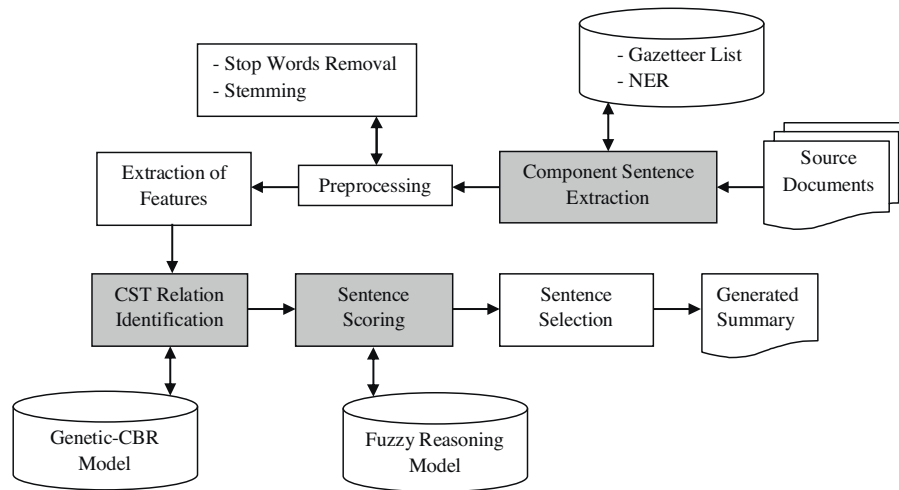 - Stop Words Removal
- Stemming
- Gazetteer List
- NER
Extraction of
Features
Preprocessing
Component Sentence
Extraction
Source
Documents
CST Relation
Identification
Sentence
Scoring
Sentence
Selection
Generated
Summary
Genetic-CBR
Model
Fuzzy Reasoning
Model